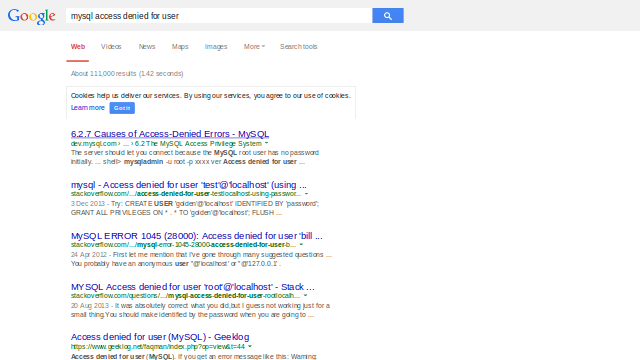 Google
mysql access denied for user
Web Videos News Maps Images More Search tools
About 111,000 results (1.42 seconds)
Cookies help us deliver our services. By using our services, you agree to our use of cookies.
Learn more Got it
6.2.7 Causes of Access-Denied Errors - MySQL
dev.mysql.com › ... › 6.2 The MySQL Access Privilege System
The server should let you connect because the MySQL root user has no password
initially. ... shell> mysqladmin -u root -p xxxx ver Access denied for user ...
mysql - Access denied for user 'test'@'localhost' (using ...
stackoverflow.com/.../access-denied-for-user-testlocalhost-using-passwor...
3 Dec 2013 - Try: CREATE USER 'golden'@'localhost' IDENTIFIED BY 'password';
GRANT ALL PRIVILEGES ON * . * TO 'golden'@'localhost'; FLUSH ...
MySQL ERROR 1045 (28000): Access denied for user 'bill ...
stackoverflow.com/.../mysql-error-1045-28000-access-denied-for-user-b...
24 Apr 2012 - First let me mention that I've gone through many suggested questions ...
You probably have an anonymous user ''@'localhost' or ''@'127.0.0.1'.
MYSQL Access denied for user 'root'@'localhost' - Stack ...
stackoverflow.com/questions/.../mysql-access-denied-for-user-rootlocalh...
20 Aug 2013 - It was absolutely correct what you did,but I guess not working just for a
small thing.You should make identified by the password when you are going to ...
Access denied for user (MySQL) - Geeklog
https://www.geeklog.net/faqman/index.php?op=view&t=44
Access denied for user (MySQL). If you get an error message like this: Warning: